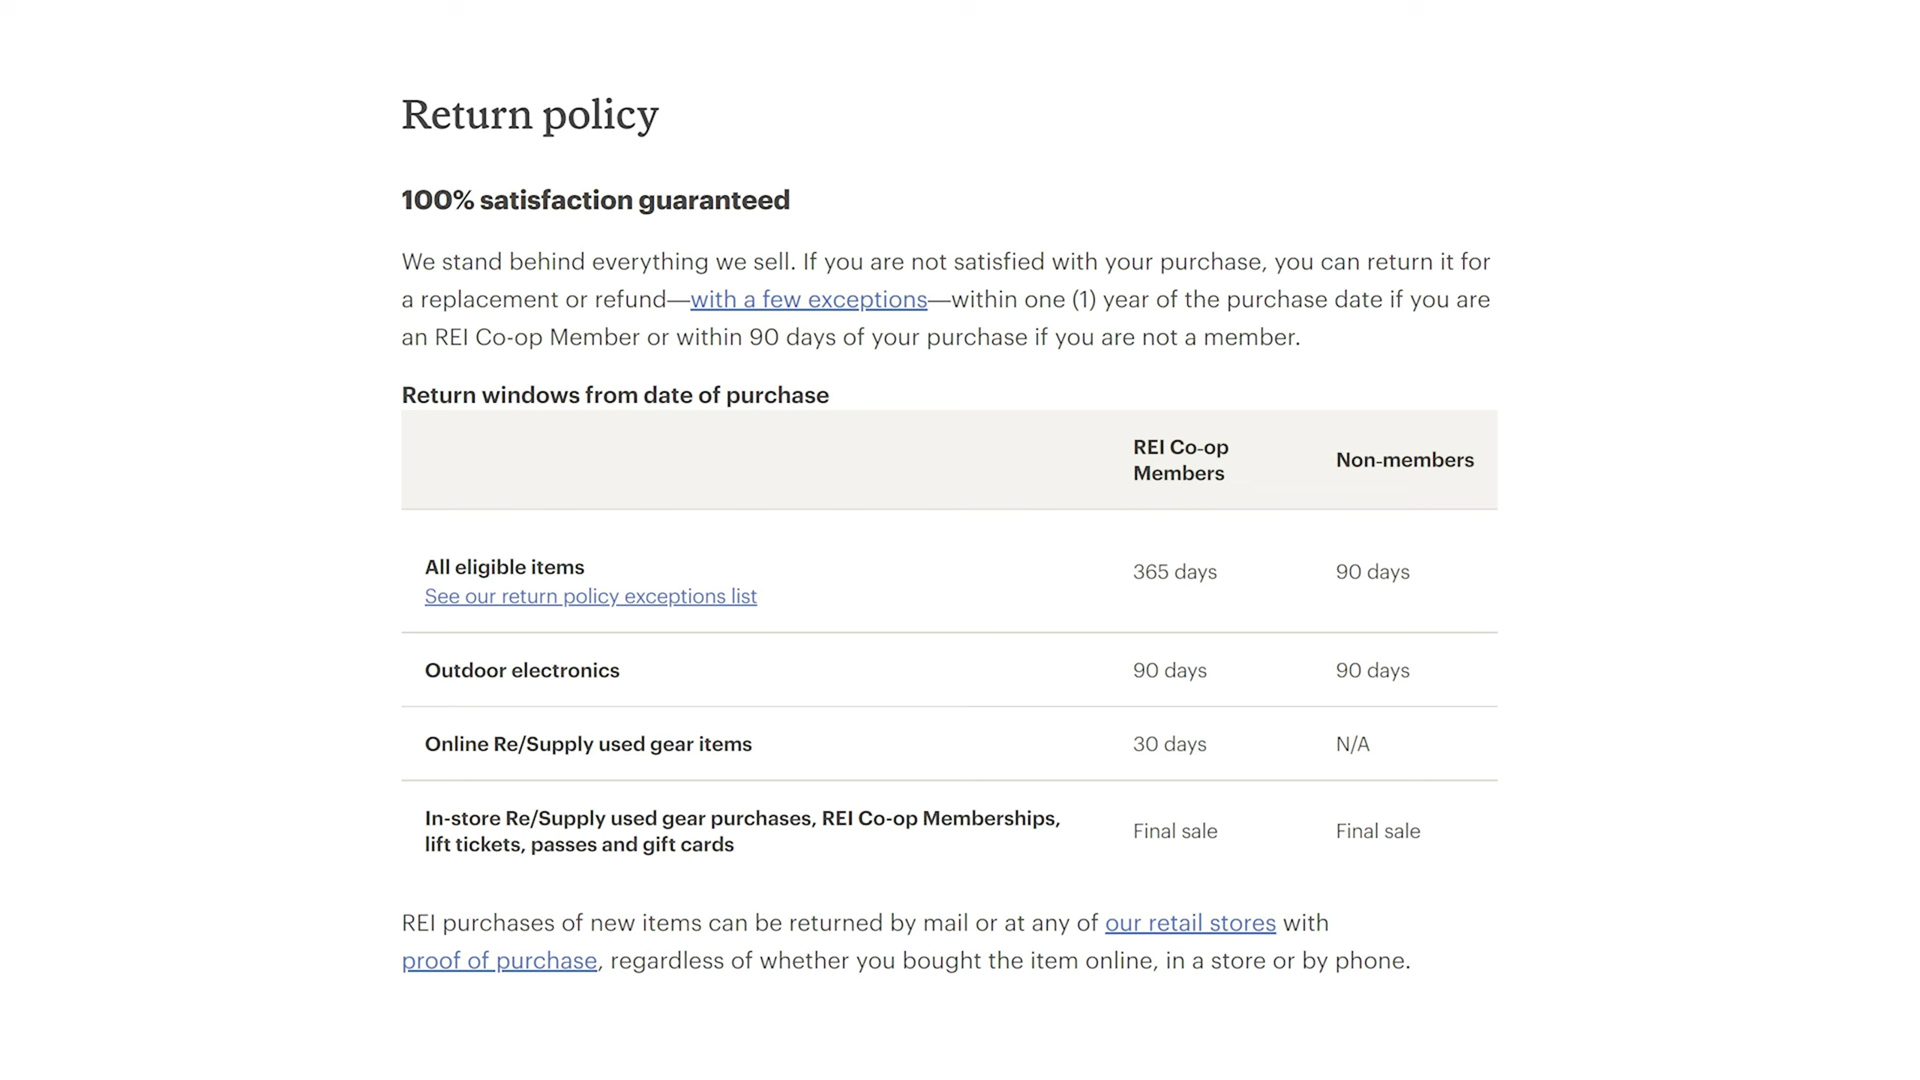 Return policy
100% satisfaction guaranteed
We stand behind everything we sell. If you are not satisfied with your purchase, you can return it for
a replacement or refund—with a few exceptions—within one (1) year of the purchase date if you are
an REI Co-op Member or within 90 days of your purchase if you are not a member.
Return windows from date of purchase
REI Co-op
Members
Non-members
All eligible items
See our return policy exceptions list
365 days
90 days
Outdoor electronics
90 days
90 days
Online Re/Supply used gear items
30 days
N/A
In-store Re/Supply used gear purchases, REI Co-op Memberships,
lift tickets, passes and gift cards
Final sale
Final sale
REI purchases of new items can be returned by mail or at any of our retail stores with
proof of purchase, regardless of whether you bought the item online, in a store or by phone.